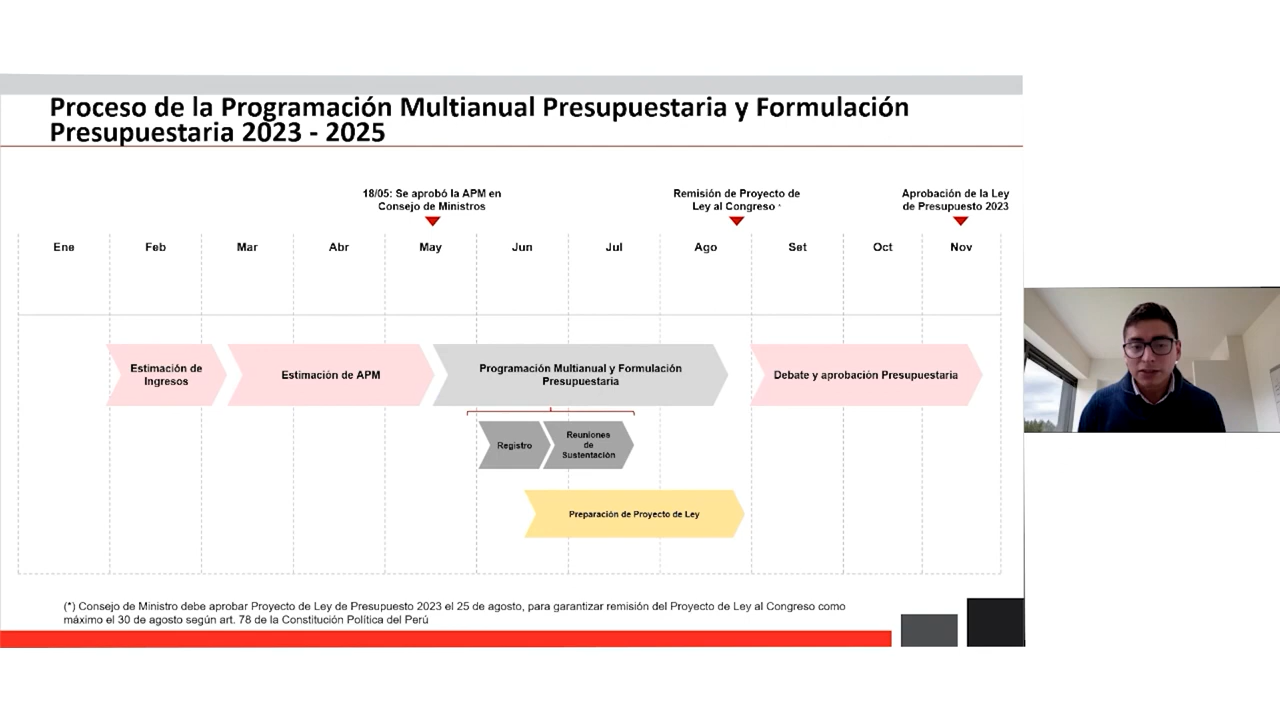 Proceso de la Programación Multianual Presupuestaria y Formulación
Presupuestaria 2023 - 2025
18/05: Se aprobó la APM en
Consejo de Ministros
Remisión de Proyecto de
Ley al Congreso *
Aprobación de la Ley
de Presupuesto 2023
Ene Feb Mar Abr May Jun Jul Ago Set Oct Nov
Estimación de
Ingresos
Estimación de APM
Programación Multianual y Formulación
Presupuestaria
Debate y aprobación Presupuestaria
Registro
Reuniones
de
Sustentación
Preparación de Proyecto de Ley
(*) Consejo de Ministro debe aprobar Proyecto de Ley de Presupuesto 2023 el 25 de agosto, para garantizar remisión del Proyecto de Ley al Congreso como
máximo el 30 de agosto según art. 78 de la Constitución Política del Perú